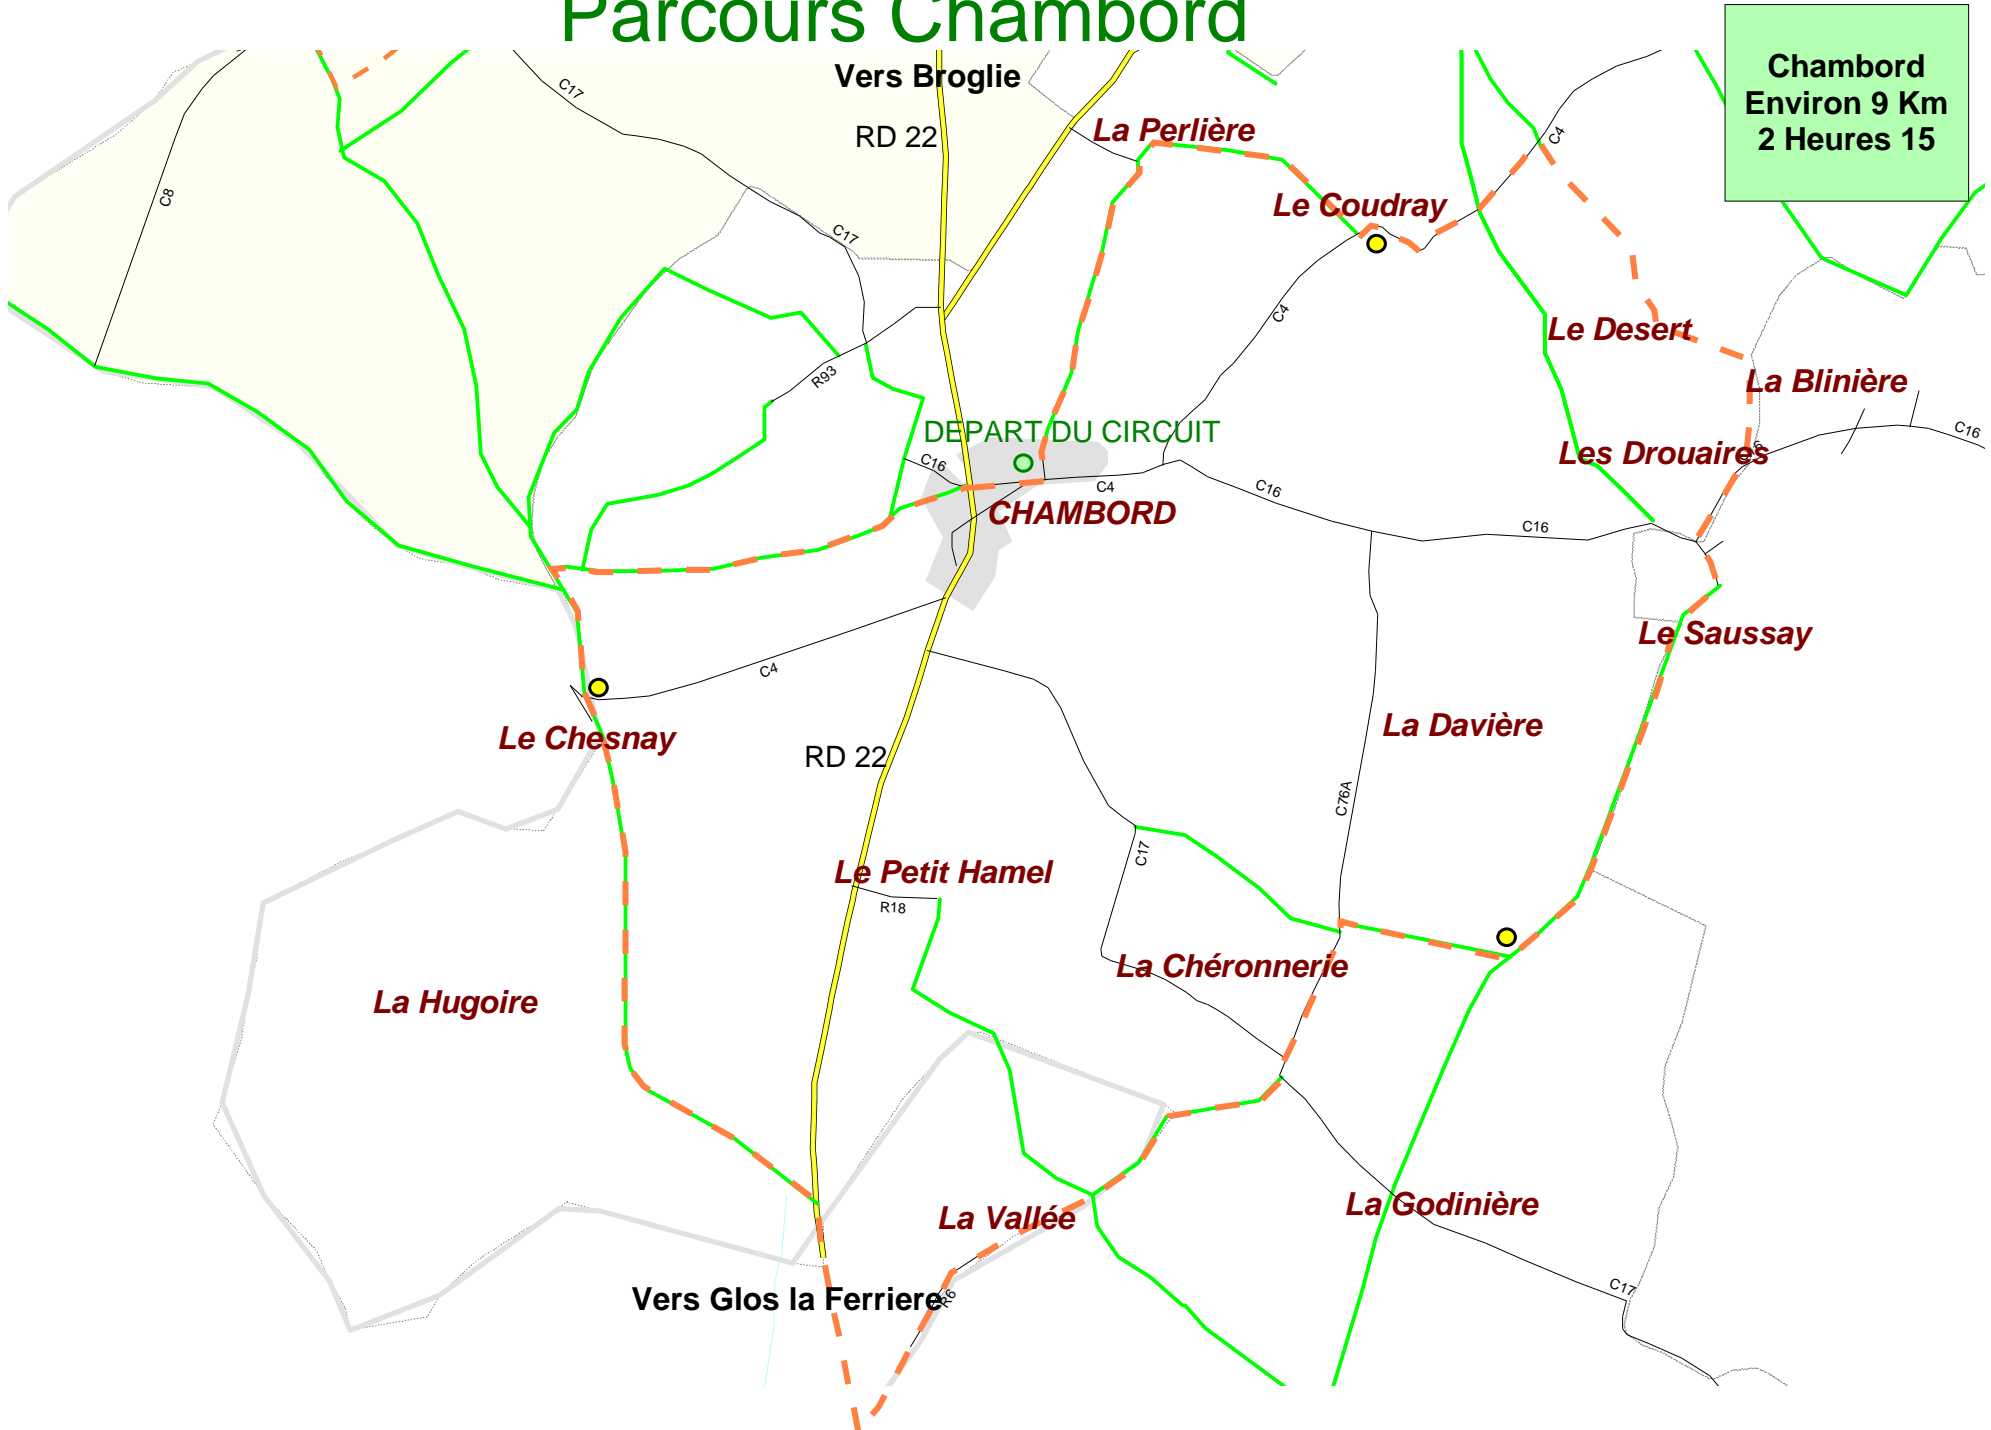 Parcours Chambord
Chambord
Environ 9 Km
2 Heures 15
Vers Broglie
C17
RD 22
La Perlière
C4
C8
Le Coudray
C17
C4
Le Desert
R93
La Blinière
DEPART DU CIRCUIT
C16
C16
Les Drouaires
C16
C4
CHAMBORD
C16
Le Saussay
C4
Le Chesnay
RD 22
La Davière
C76A
C17
Le Petit Hamel
R18
La Chéronnerie
La Hugoire
La Vallée
La Godinière
C17
Vers Glos la Ferriere
R6